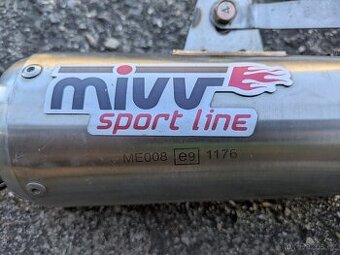 mivv
sport line
ME008 e9 1176